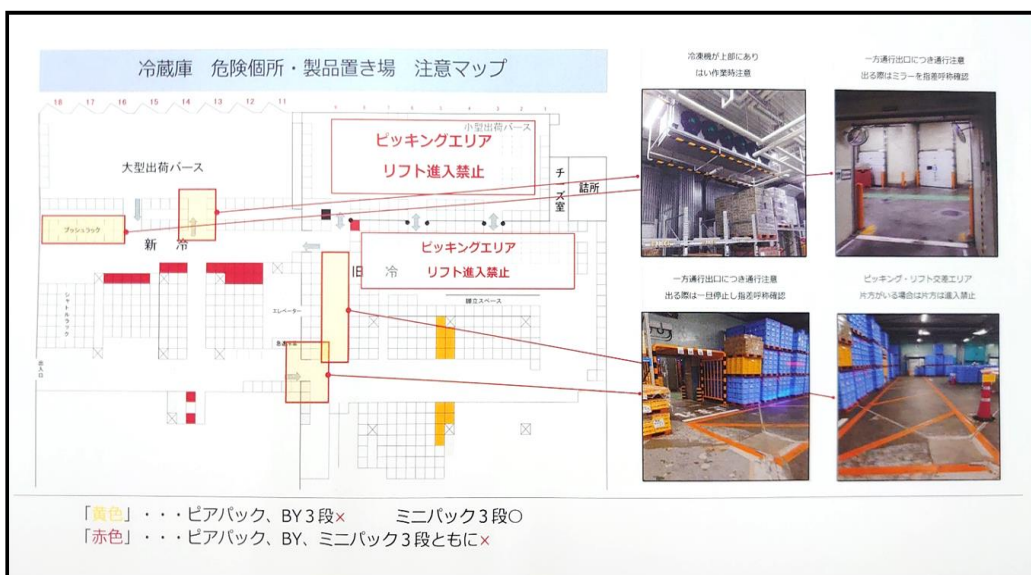 冷蔵庫 危険個所・製品置き場 注意マップ
冷凍機が上部にあり
はい作業時注意
一方通行出口につき通行注意
出る際はミラーを指差呼称確認
18 17 16 15 14 13 12 11
小型出荷バース
ピッキングエリア
リフト進入禁止
大型出荷バース
チーズ室
詰所
プッシュラック
新 冷
旧 冷
ピッキングエリア
リフト進入禁止
一方通行出口につき通行注意
出る際は一旦停止し指差呼称確認
ピッキング・リフト交差エリア
片方がいる場合は片方は進入禁止
シャトルラック
エレベーター
「黄色」・・・ピアパック、BY3段× ミニパック3段○
「赤色」・・・ピアパック、BY、ミニパック3段ともに×